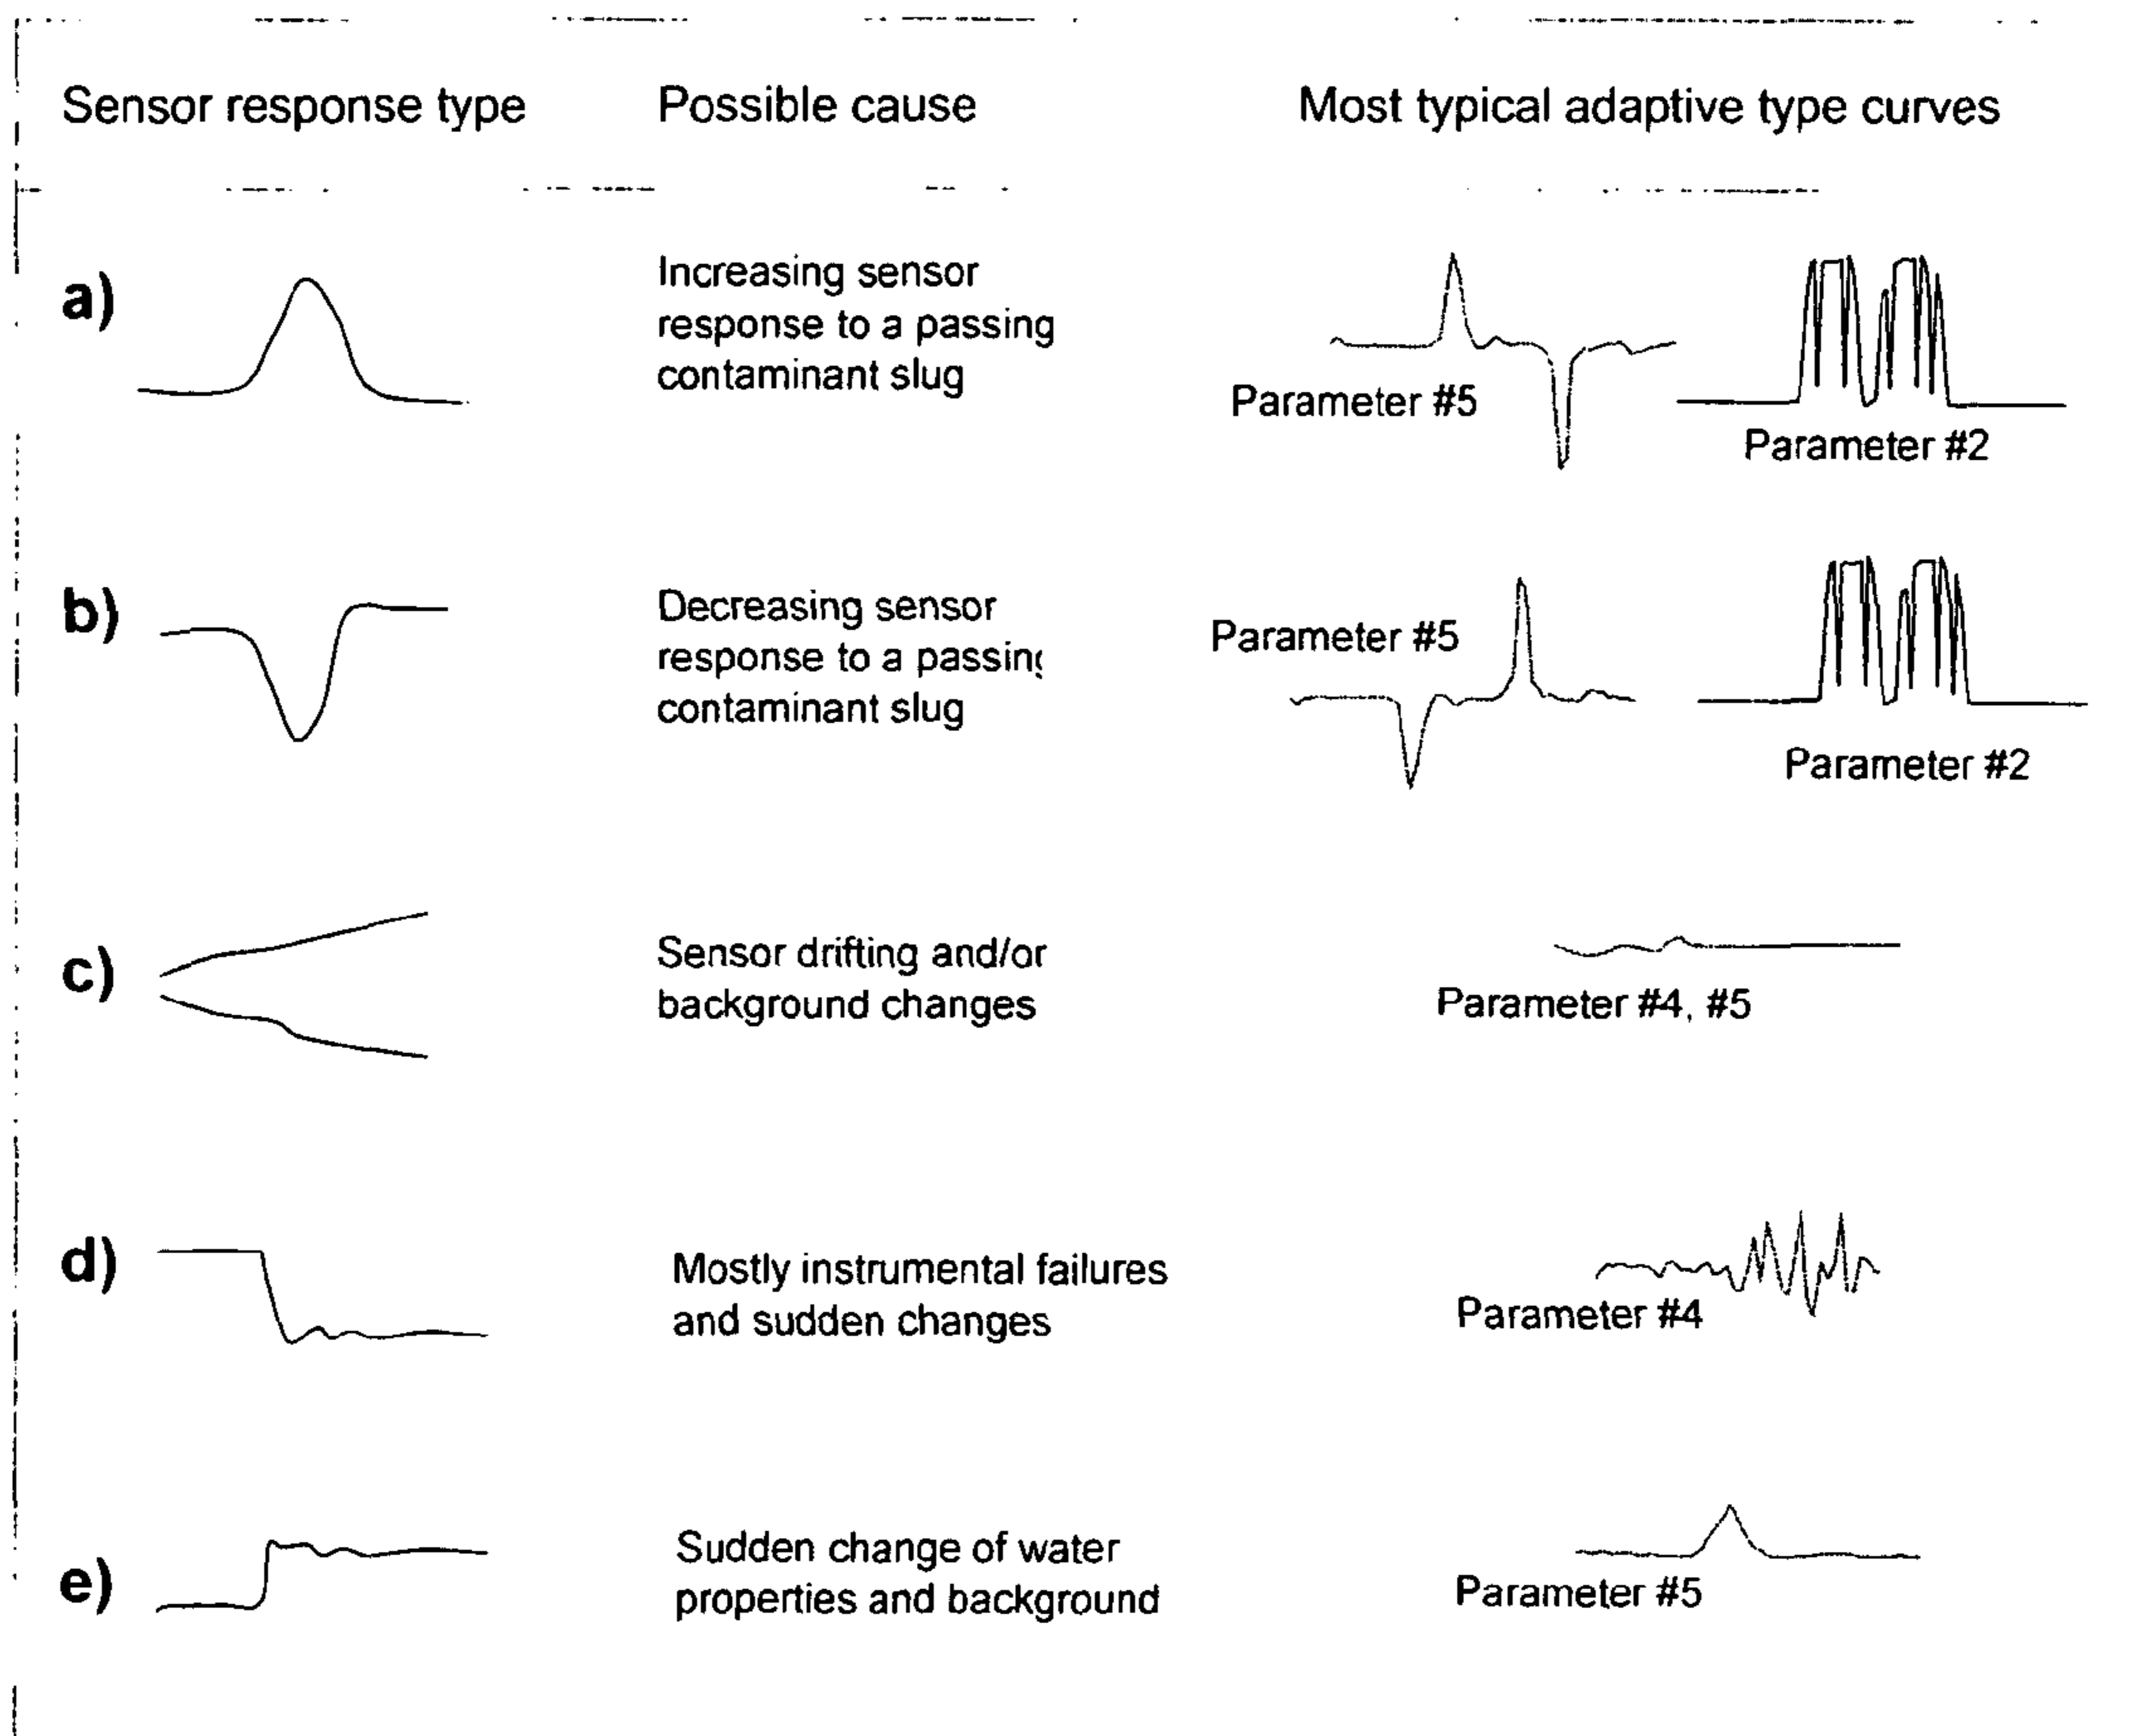 Sensor response type
Possible cause
Most typical adaptive type curves
a)
Increasing sensor
response to a passing
contaminant slug
Parameter #5
Parameter #2
b)
Decreasing sensor
response to a passing
contaminant slug
Parameter #5
Parameter #2
c)
Sensor drifting and/or
background changes
Parameter #4, #5
d)
Mostly instrumental failures
and sudden changes
Parameter #4
e)
Sudden change of water
properties and background
Parameter #5